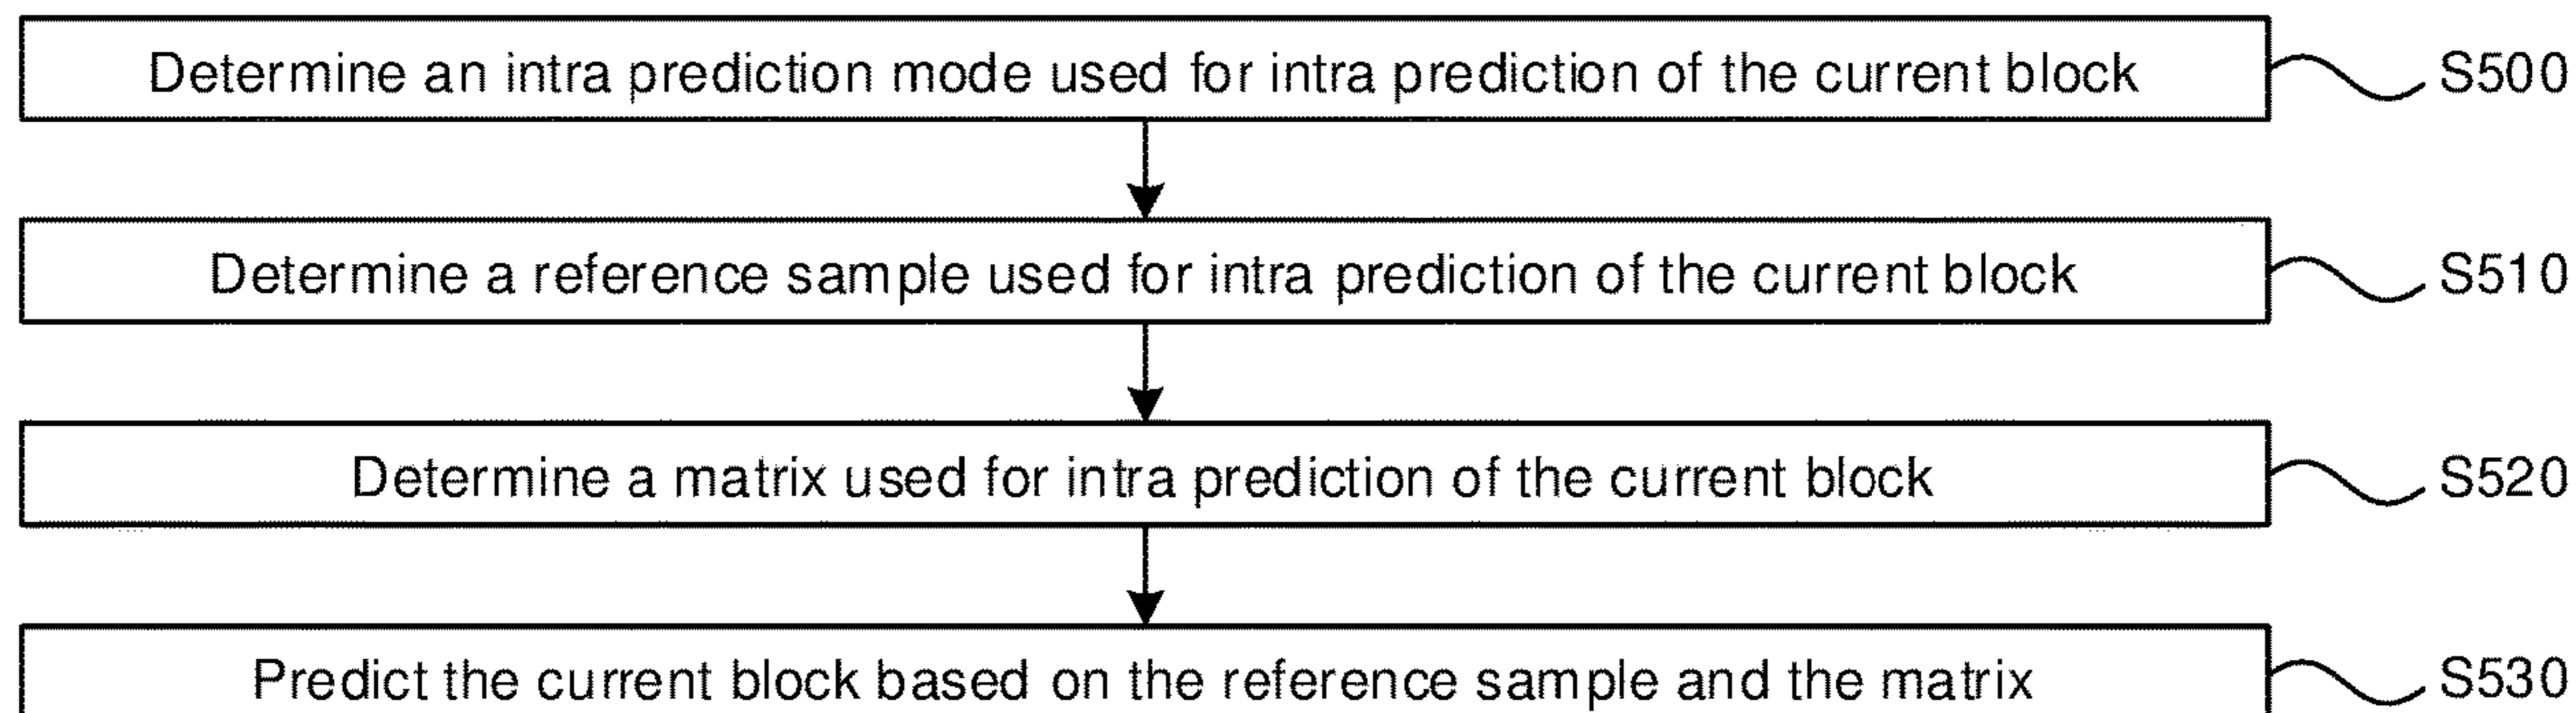 Determine an intra prediction mode used for intra prediction of the current block S500
Determine a reference sample used for intra prediction of the current block S510
Determine a matrix used for intra prediction of the current block S520
Predict the current block based on the reference sample and the matrix S530